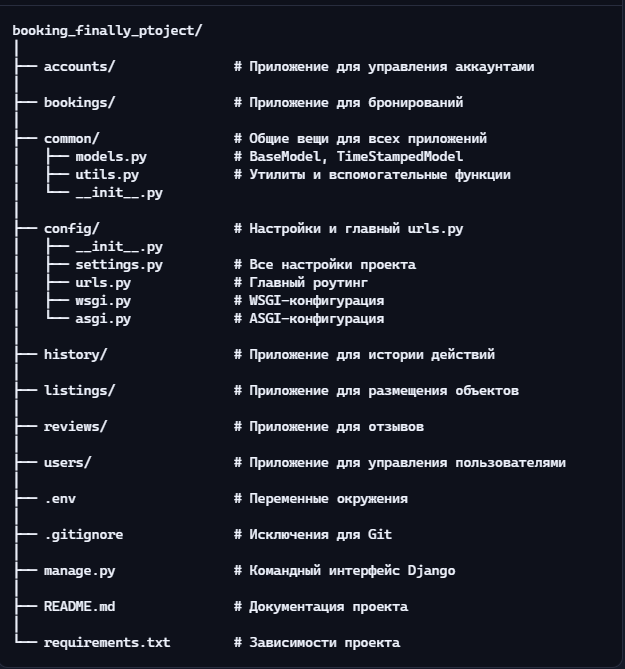 booking_finally_ptoject/
│
├── accounts/               # Приложение для управления аккаунтами
│
├── bookings/               # Приложение для бронирований
│
├── common/                 # Общие вещи для всех приложений
│   ├── models.py           # BaseModel, TimeStampedModel
│   ├── utils.py            # Утилиты и вспомогательные функции
│   └── __init__.py
│
├── config/                 # Настройки и главный urls.py
│   ├── __init__.py
│   ├── settings.py         # Все настройки проекта
│   ├── urls.py             # Главный роутинг
│   ├── wsgi.py             # WSGI-конфигурация
│   └── asgi.py             # ASGI-конфигурация
│
├── history/                # Приложение для истории действий
│
├── listings/               # Приложение для размещения объектов
│
├── reviews/                # Приложение для отзывов
│
├── users/                  # Приложение для управления пользователями
│
├── .env                    # Переменные окружения
│
├── .gitignore              # Исключения для Git
│
├── manage.py               # Командный интерфейс Django
│
├── README.md               # Документация проекта
│
└── requirements.txt        # Зависимости проекта